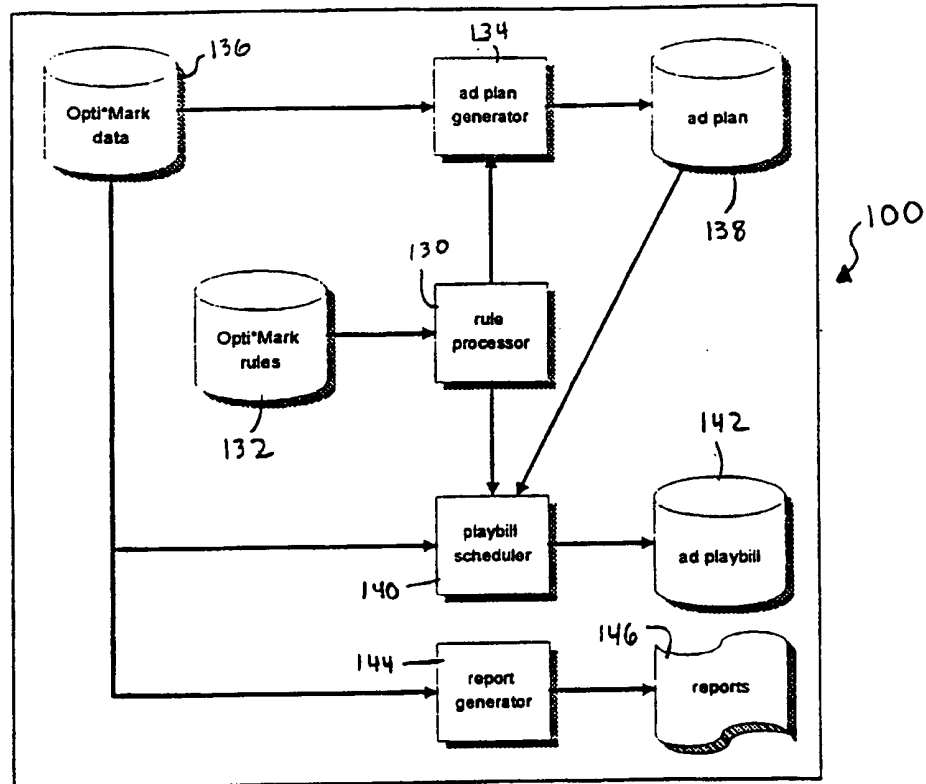 136
134
Opti*Mark
data
ad plan
generator
ad plan
138
100
130
Opti*Mark
rules
132
rule
processor
142
playbill
scheduler
140
ad playbill
144
report
generator
146
reports